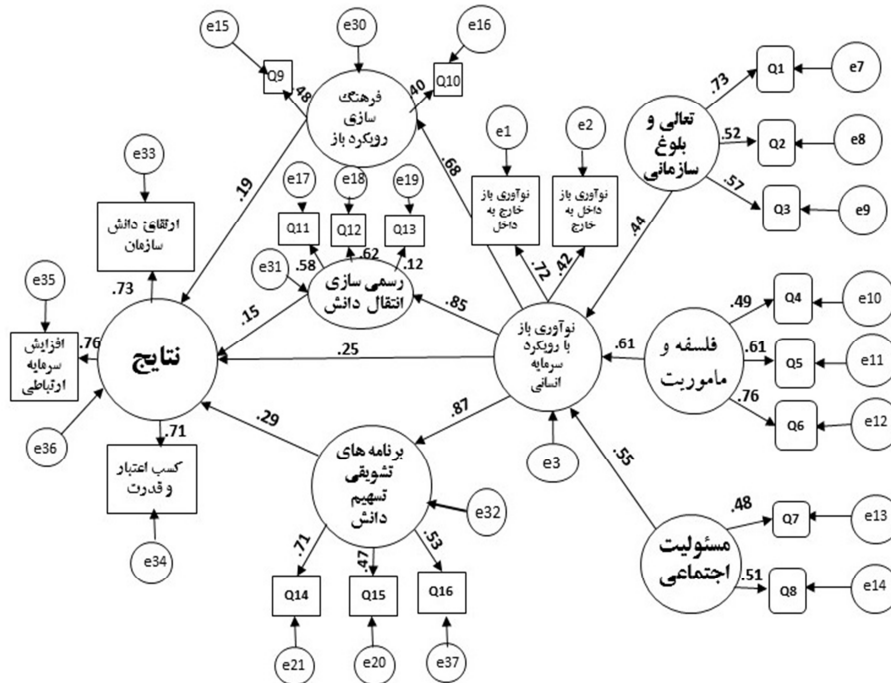 e30
e15
e16
Q9
.48
فرهنگ
سازی
رویکرد باز
.40
Q10
e1
e2
نوآوری باز
خارج به
داخل
نوآوری باز
داخل به
خارج
.72
.42
.68
.73
Q1
e7
تعالی و
بلوغ
سازمانی
.52
Q2
e8
.57
Q3
e9
.44
e33
ارتقای دانش
سازمان
.73
.19
e17
e18
e19
Q11
Q12
Q13
.58
.62
.12
e31
رسمی سازی
انتقال دانش
.85
.15
e35
افزایش
سرمایه
ارتباطی
.76
نتایج
.25
نوآوری باز
با رویکرد
سرمایه
انسانی
.61
فلسفه و
ماموریت
.49
Q4
e10
.61
Q5
e11
.76
Q6
e12
e36
.71
کسب اعتبار
و قدرت
e34
.29
.87
e3
برنامه های
تشویقی
تسهیم
دانش
e32
.55
مسئولیت
اجتماعی
.48
Q7
e13
.51
Q8
e14
.71
.47
.53
Q14
Q15
Q16
e21
e20
e37